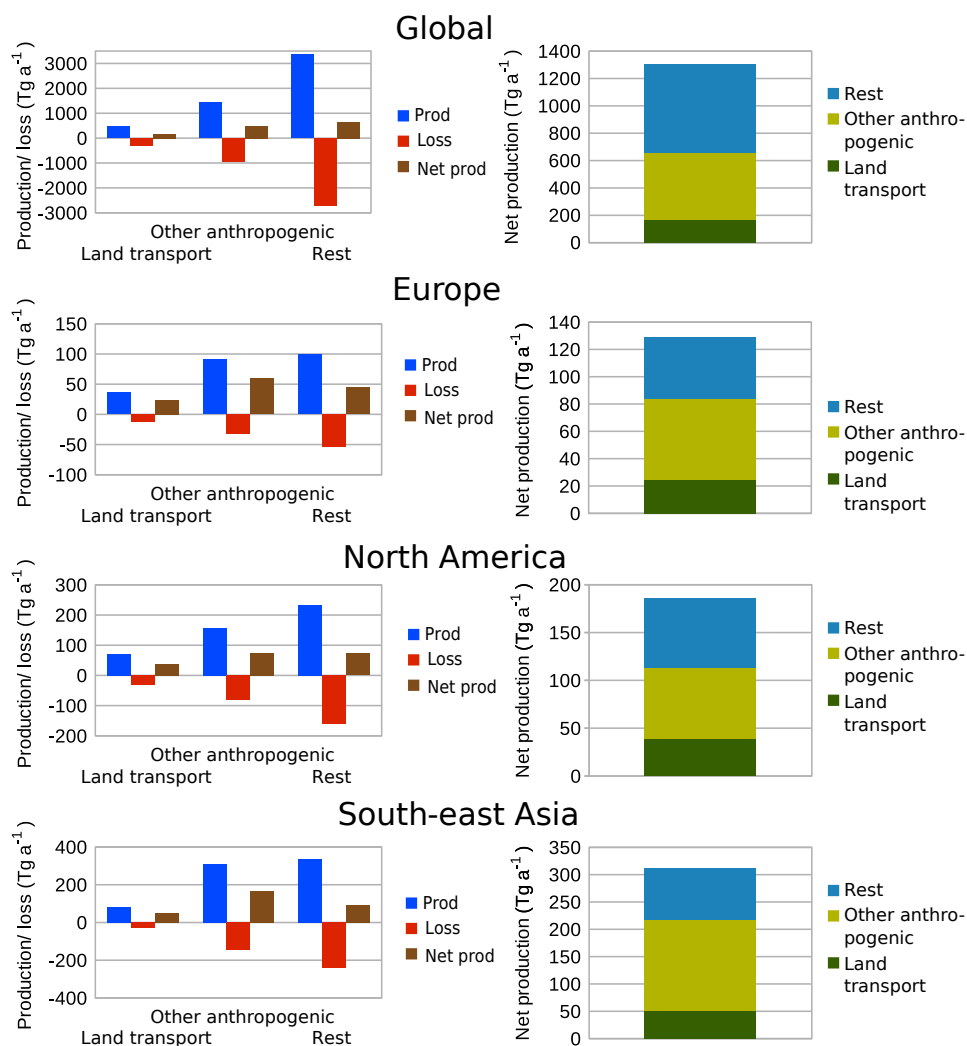 Global
Production/ loss (Tg a-1)
3000
2000
1000
0
-1000
-2000
-3000
Other anthropogenic
Land transport Rest
Prod
Loss
Net prod
Net production (Tg a-1)
1400
1200
1000
800
600
400
200
0
Rest
Other anthro-
pogenic
Land
transport
Europe
Production/ loss (Tg a-1)
150
100
50
0
-50
-100
Other anthropogenic
Land transport Rest
Prod
Loss
Net prod
Net production (Tg a-1)
140
120
100
80
60
40
20
0
Rest
Other anthro-
pogenic
Land
transport
North America
Production/ loss (Tg a-1)
300
200
100
0
-100
-200
Other anthropogenic
Land transport Rest
Prod
Loss
Net prod
Net production (Tg a-1)
200
150
100
50
0
Rest
Other anthro-
pogenic
Land
transport
South-east Asia
Production/ loss (Tg a-1)
400
200
0
-200
-400
Other anthropogenic
Land transport Rest
Prod
Loss
Net prod
Net production (Tg a-1)
350
300
250
200
150
100
50
0
Rest
Other anthro-
pogenic
Land
transport